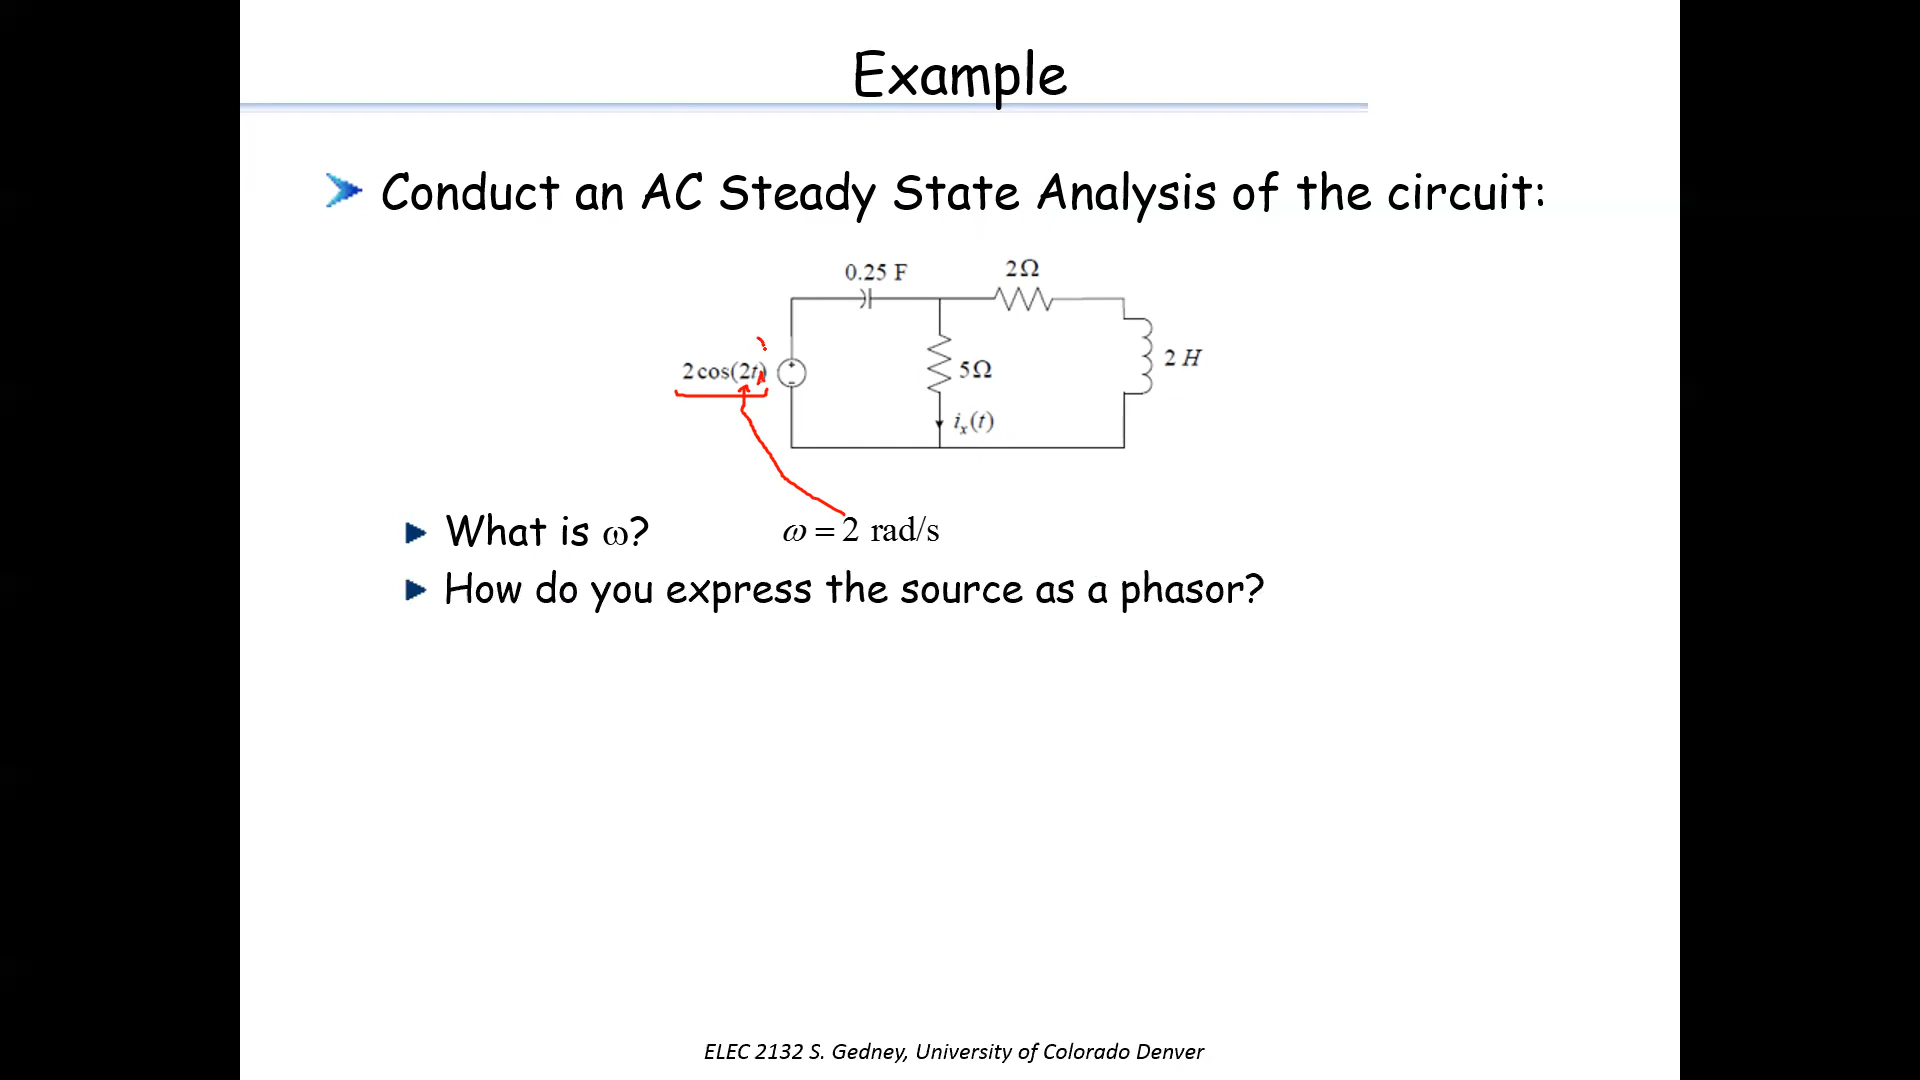 Example
Conduct an AC Steady State Analysis of the circuit:
0.25 F
2Ω
2cos(2t)
5Ω
2 H
iₓ(t)
What is ω?
ω = 2 rad/s
How do you express the source as a phasor?
ELEC 2132 S. Gedney, University of Colorado Denver